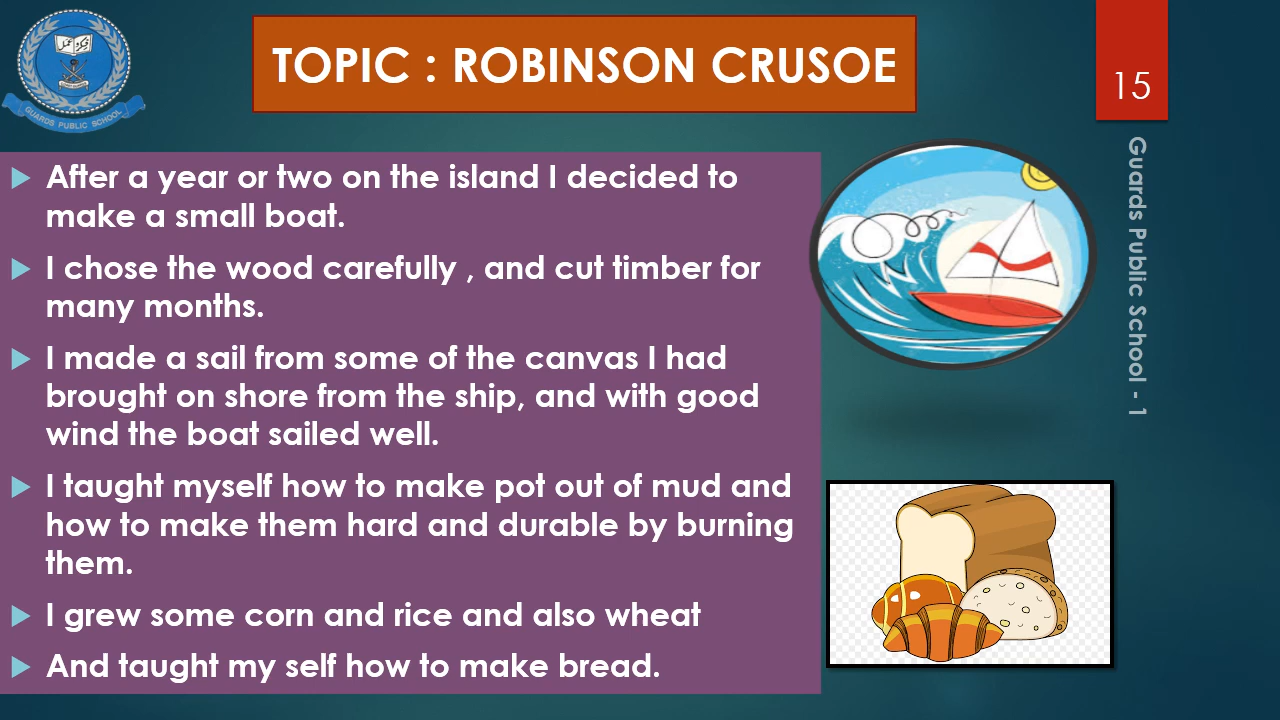 TOPIC : ROBINSON CRUSOE
15
GUARDS PUBLIC SCHOOL
Guards Public School - 1
After a year or two on the island I decided to
make a small boat.
I chose the wood carefully , and cut timber for
many months.
I made a sail from some of the canvas I had
brought on shore from the ship, and with good
wind the boat sailed well.
I taught myself how to make pot out of mud and
how to make them hard and durable by burning
them.
I grew some corn and rice and also wheat
And taught my self how to make bread.